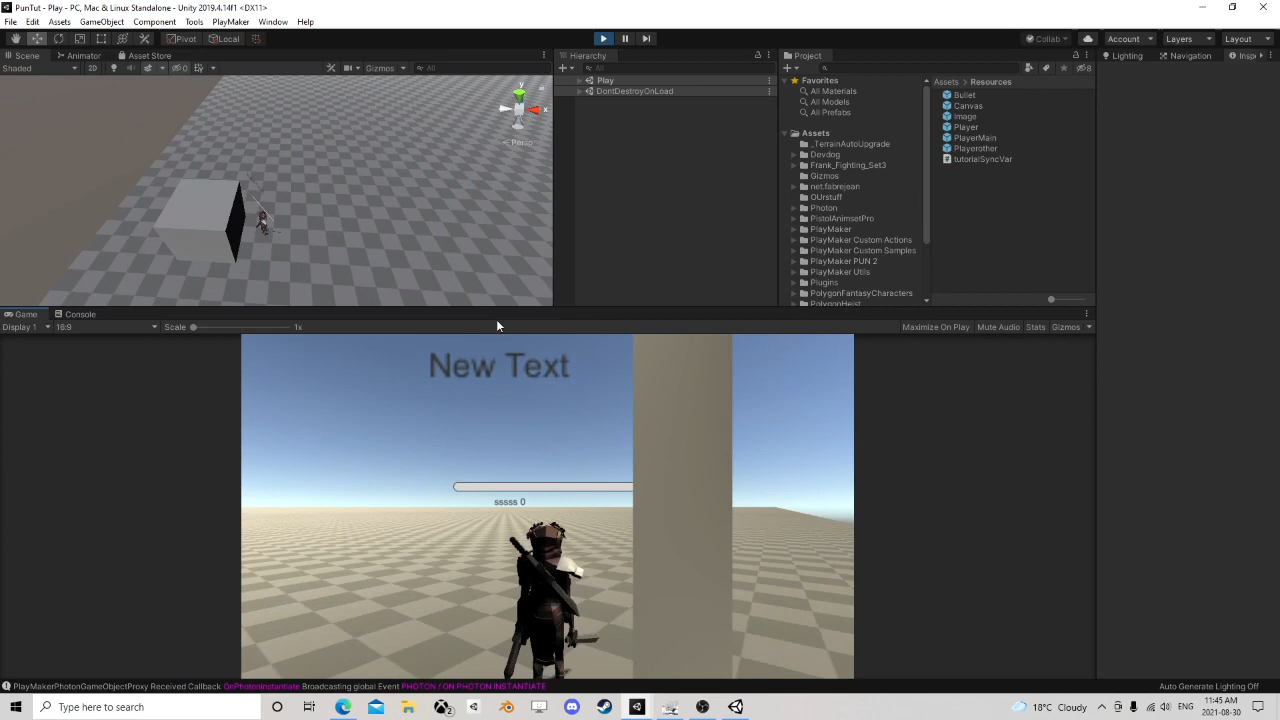 PunTut - Play - PC, Mac & Linux Standalone - Unity 2019.4.14f1 <DX11>
File Edit Assets GameObject Component Tools PlayMaker Window Help
Pivot Local Collab Account Layers Layout
Scene Animator Asset Store Hierarchy Project Lighting Navigation Insp
Shaded 2D 0 Gizmos All All 8
Play
DontDestroyOnLoad
Favorites
All Materials
All Models
All Prefabs
Assets
_TerrainAutoUpgrade
Devdog
Frank_Fighting_Set3
Gizmos
net.fabrejean
OUrstuff
Photon
PistolAnimsetPro
PlayMaker
PlayMaker Custom Actions
PlayMaker Custom Samples
PlayMaker PUN 2
PlayMaker Utils
Plugins
PolygonFantasyCharacters
PolygonHeist
Assets > Resources
Bullet
Canvas
Image
Player
PlayerMain
Playerother
tutorialSyncVar
y
x
< Persp
Game Console
Display 1 16:9 Scale 1x Maximize On Play Mute Audio Stats Gizmos
New Text
sssss 0
PlayMakerPhotonGameObjectProxy Received Callback OnPhotonInstantiate Broadcasting global Event PHOTON / ON PHOTON INSTANTIATE
Auto Generate Lighting Off
Type here to search
18°C Cloudy
11:45 AM
2021-08-30